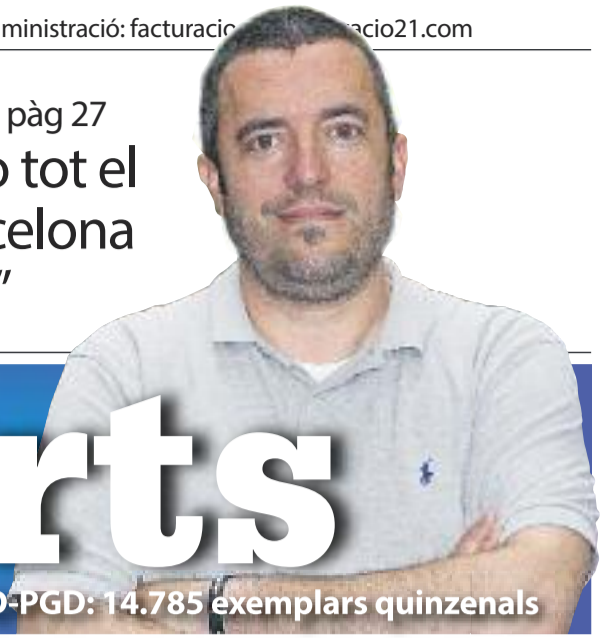 ministració: facturacio acio21.com
pàg 27
tot el
celona
”
rts
-PGD: 14.785 exemplars quinzenals